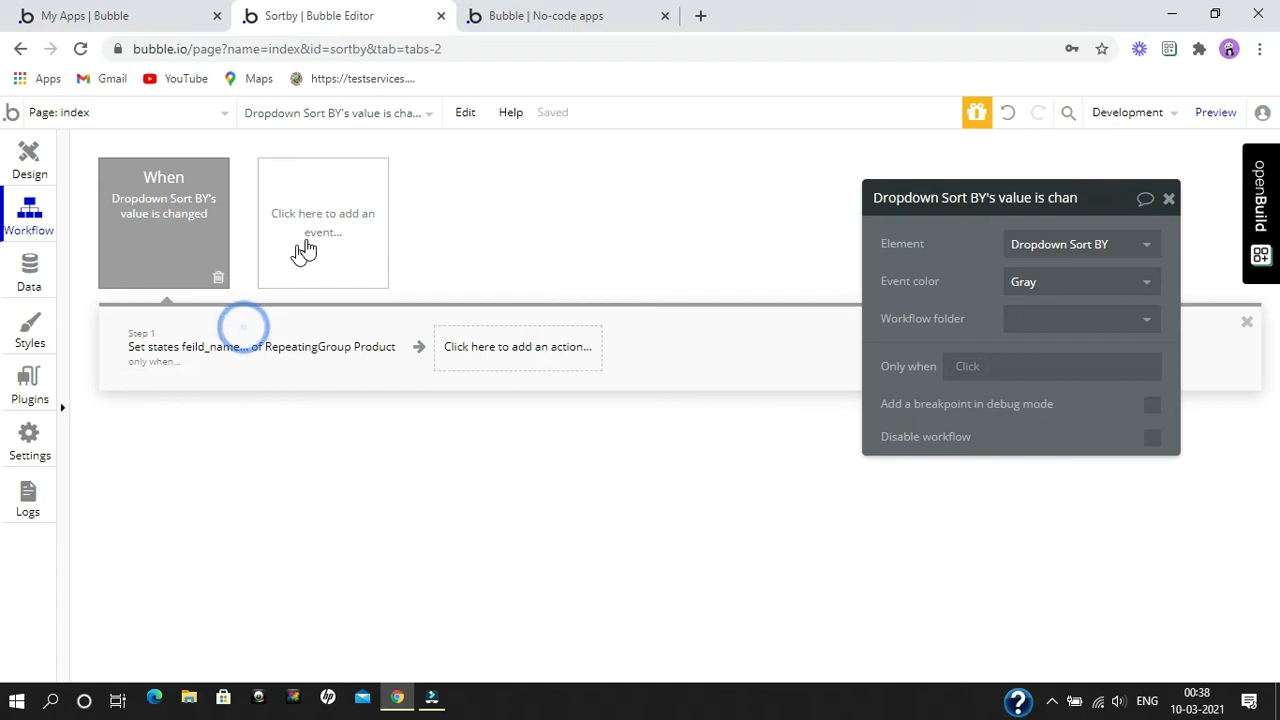 My Apps | Bubble
Sortby | Bubble Editor
Bubble | No-code apps
bubble.io/page?name=index&id=sortby&tab=tabs-2
Apps
Gmail
YouTube
Maps
https://testservices....
Page: index
Dropdown Sort BY's value is cha...
Edit
Help
Saved
Development
Preview
Design
Workflow
Data
Styles
Plugins
Settings
Logs
When
Dropdown Sort BY's
value is changed
Click here to add an
event...
Step 1
Set states feild_name... of RepeatingGroup Product
only when...
Click here to add an action...
Dropdown Sort BY's value is chan
Element
Dropdown Sort BY
Event color
Gray
Workflow folder
Only when
Click
Add a breakpoint in debug mode
Disable workflow
openBuild
ENG
00:38
10-03-2021